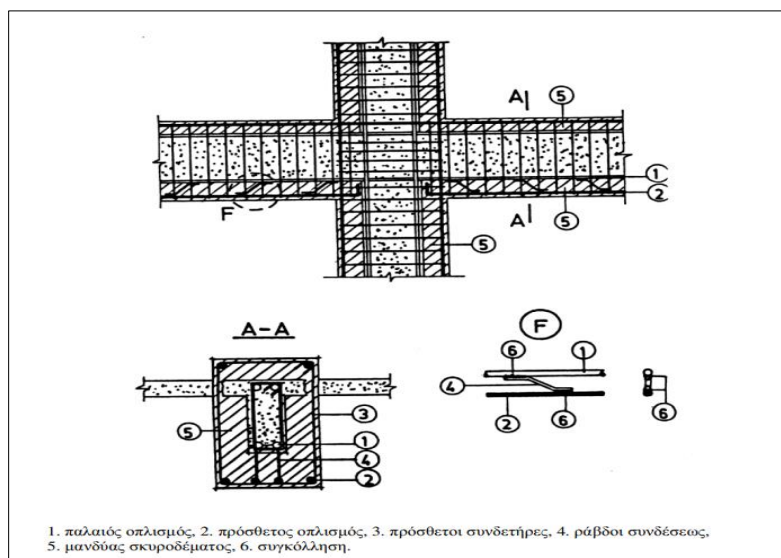 A
5
1
2
F
A
5
5
A-A
F
6
1
4
2
6
6
3
5
1
4
2
1. παλαιός οπλισμός, 2. πρόσθετος οπλισμός, 3. πρόσθετοι συνδετήρες, 4. ράβδοι συνδέσεως,
5. μανδύας σκυροδέματος, 6. συγκόλληση.